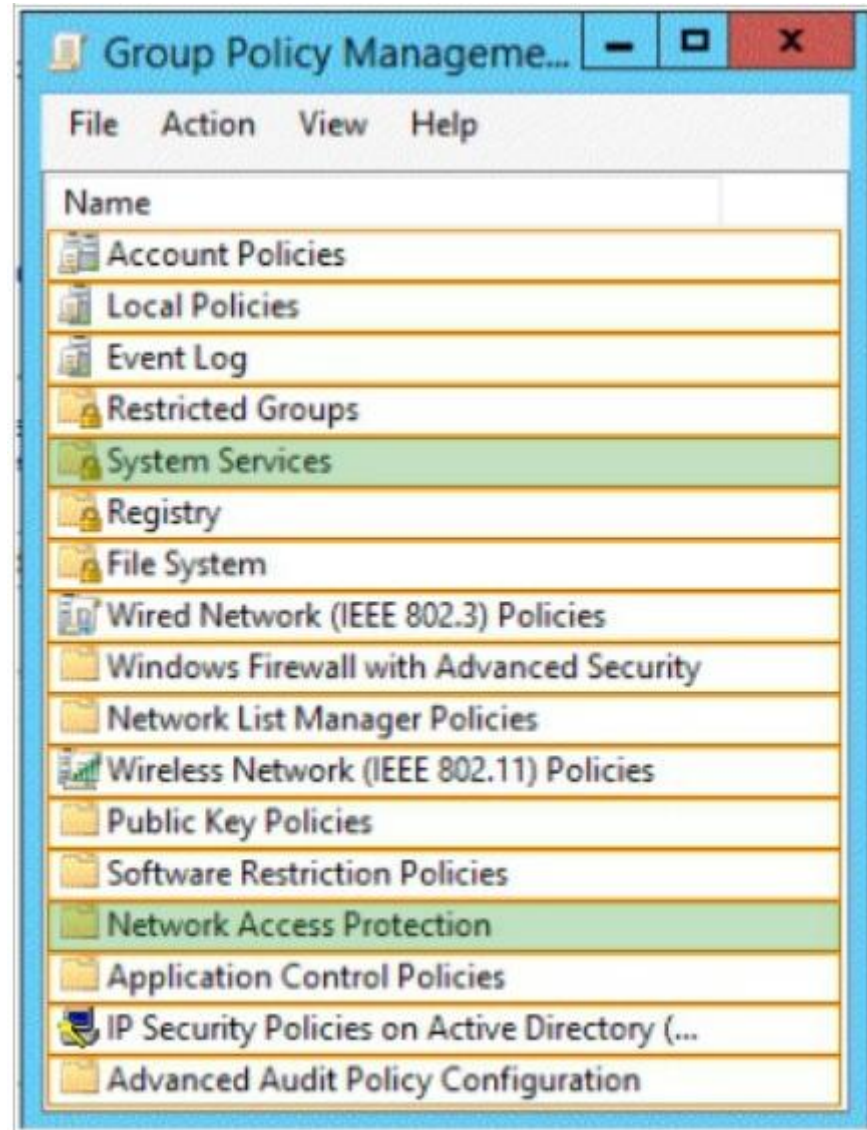 Group Policy Manageme...
File Action View Help
Name
Account Policies
Local Policies
Event Log
Restricted Groups
System Services
Registry
File System
Wired Network (IEEE 802.3) Policies
Windows Firewall with Advanced Security
Network List Manager Policies
Wireless Network (IEEE 802.11) Policies
Public Key Policies
Software Restriction Policies
Network Access Protection
Application Control Policies
IP Security Policies on Active Directory (...
Advanced Audit Policy Configuration